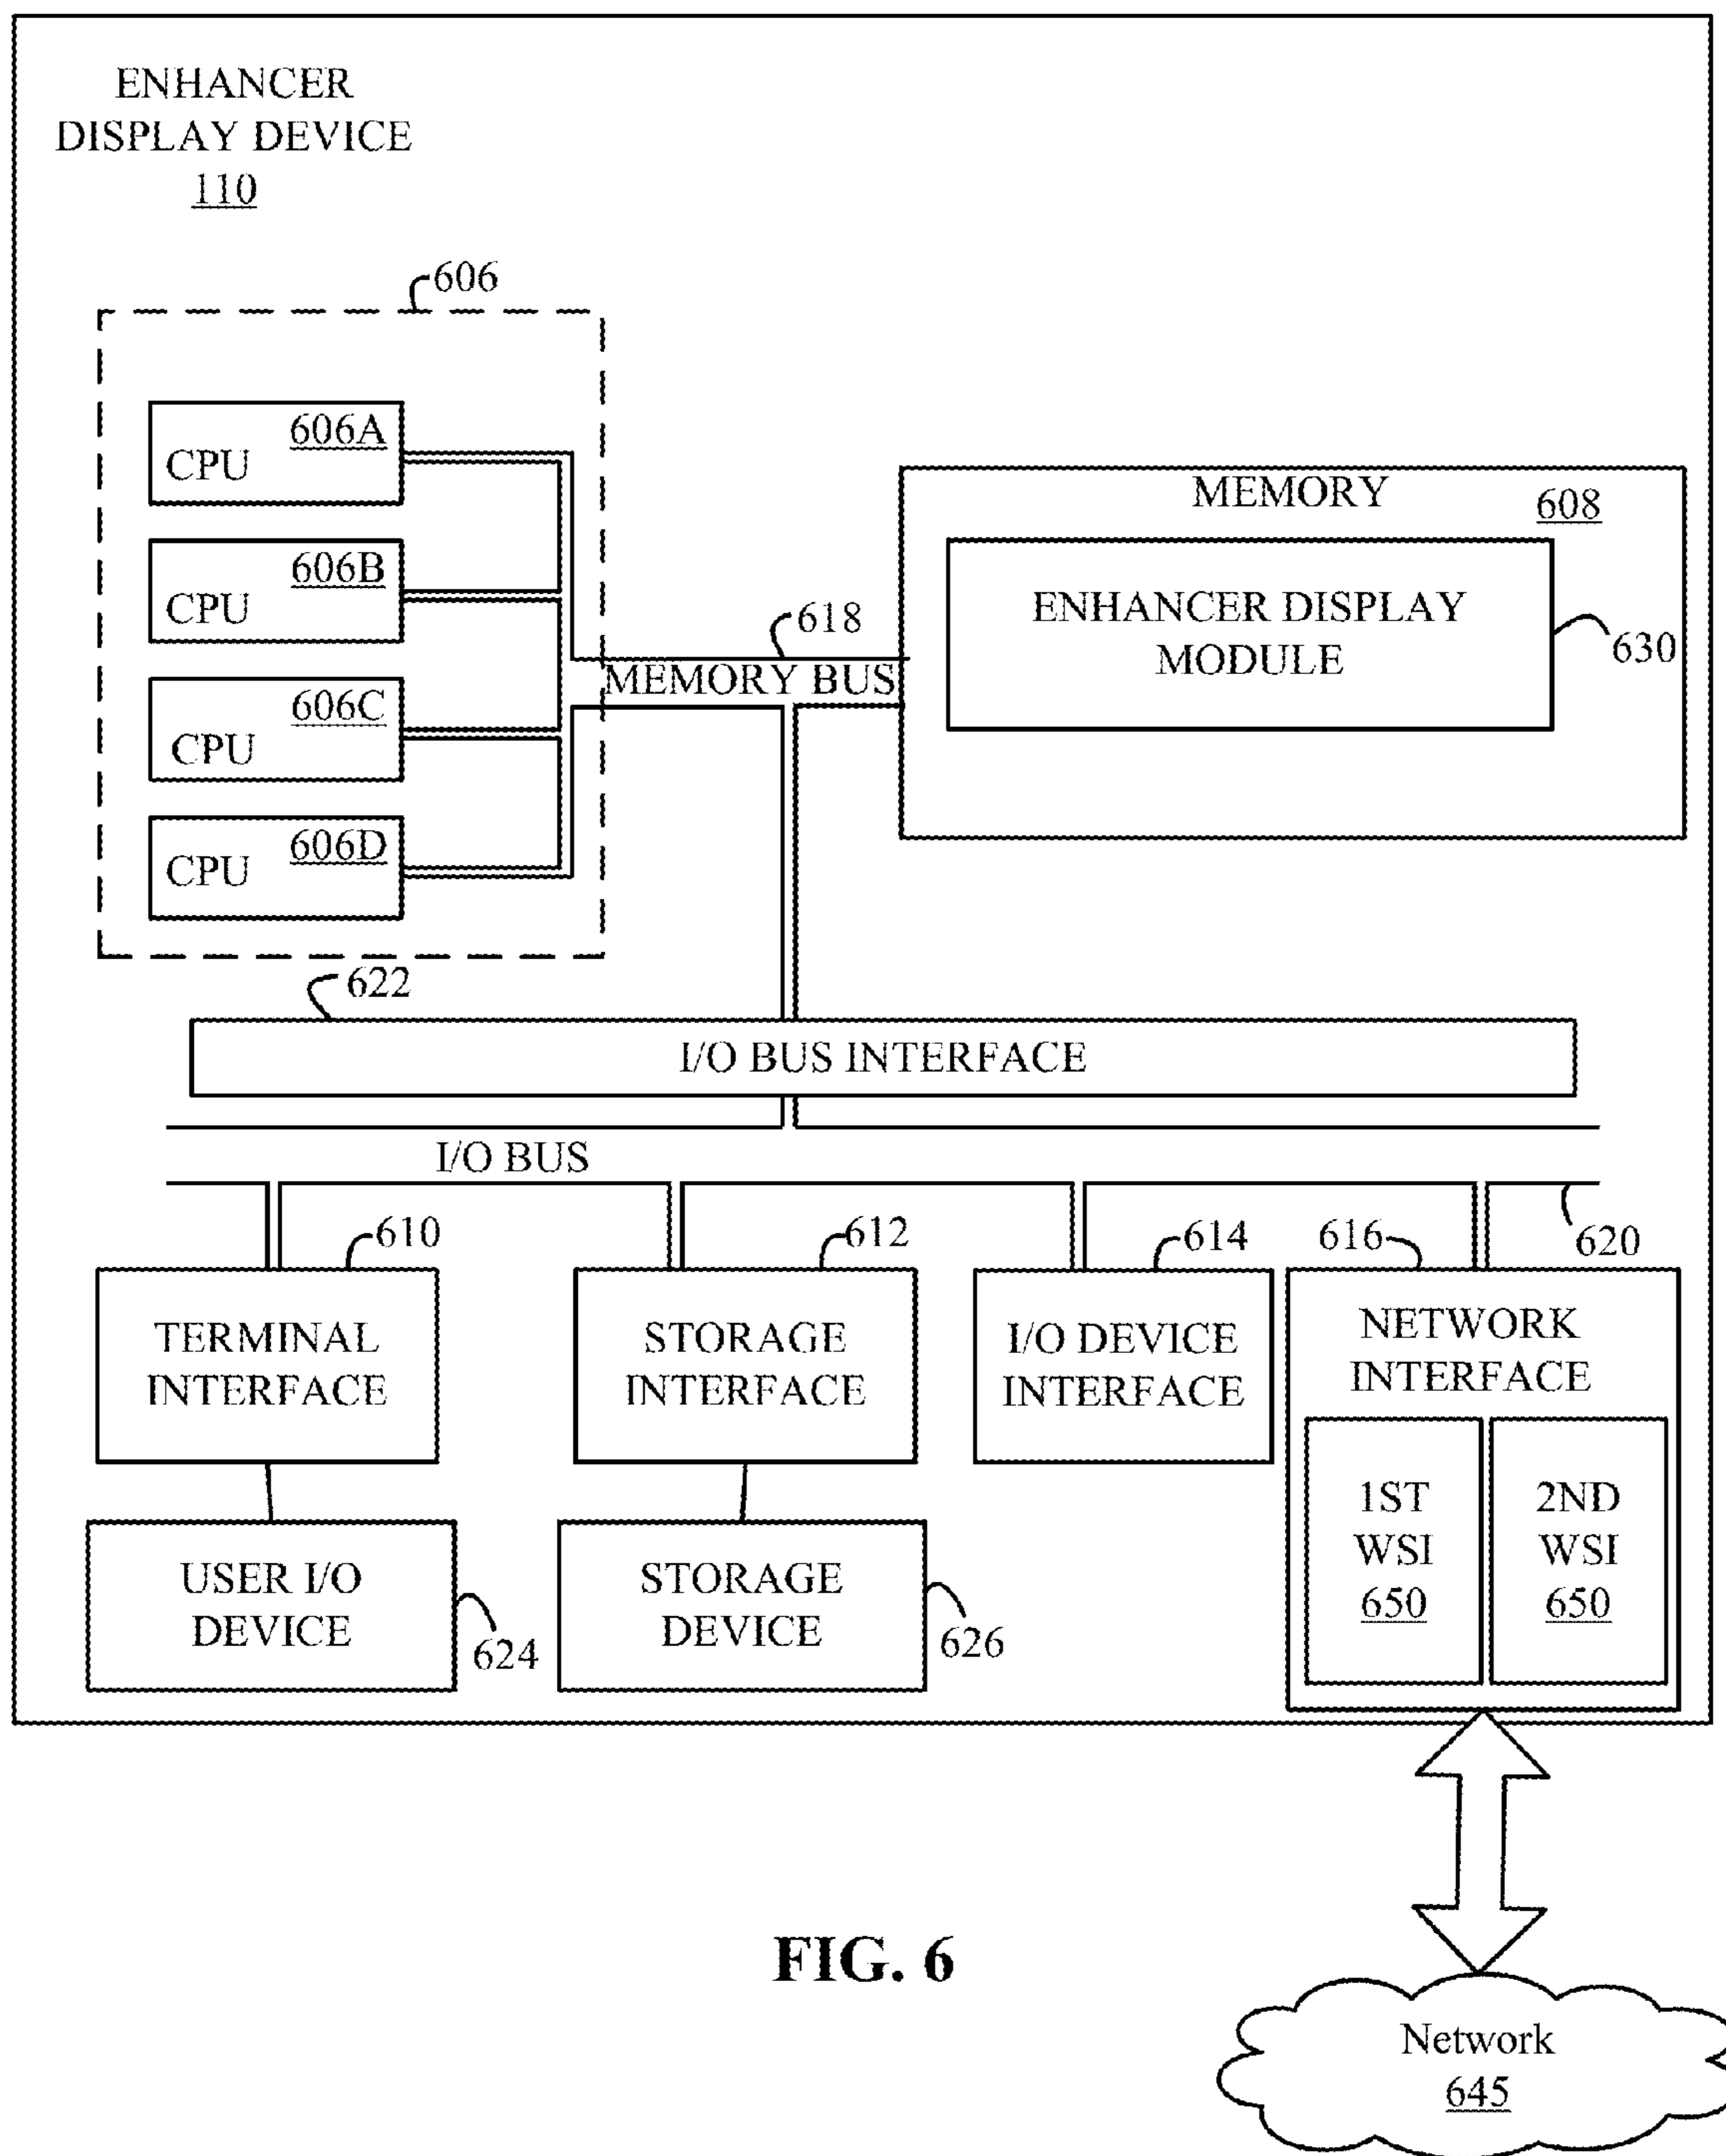 ENHANCER
DISPLAY DEVICE
110
606
606A
CPU
606B
CPU
606C
CPU
606D
CPU
MEMORY
608
ENHANCER DISPLAY
MODULE
630
618
MEMORY BUS
622
I/O BUS INTERFACE
I/O BUS
610
612
614
616
620
TERMINAL
INTERFACE
STORAGE
INTERFACE
I/O DEVICE
INTERFACE
NETWORK
INTERFACE
1ST
WSI
650
2ND
WSI
650
USER I/O
DEVICE
624
STORAGE
DEVICE
626
FIG. 6
Network
645